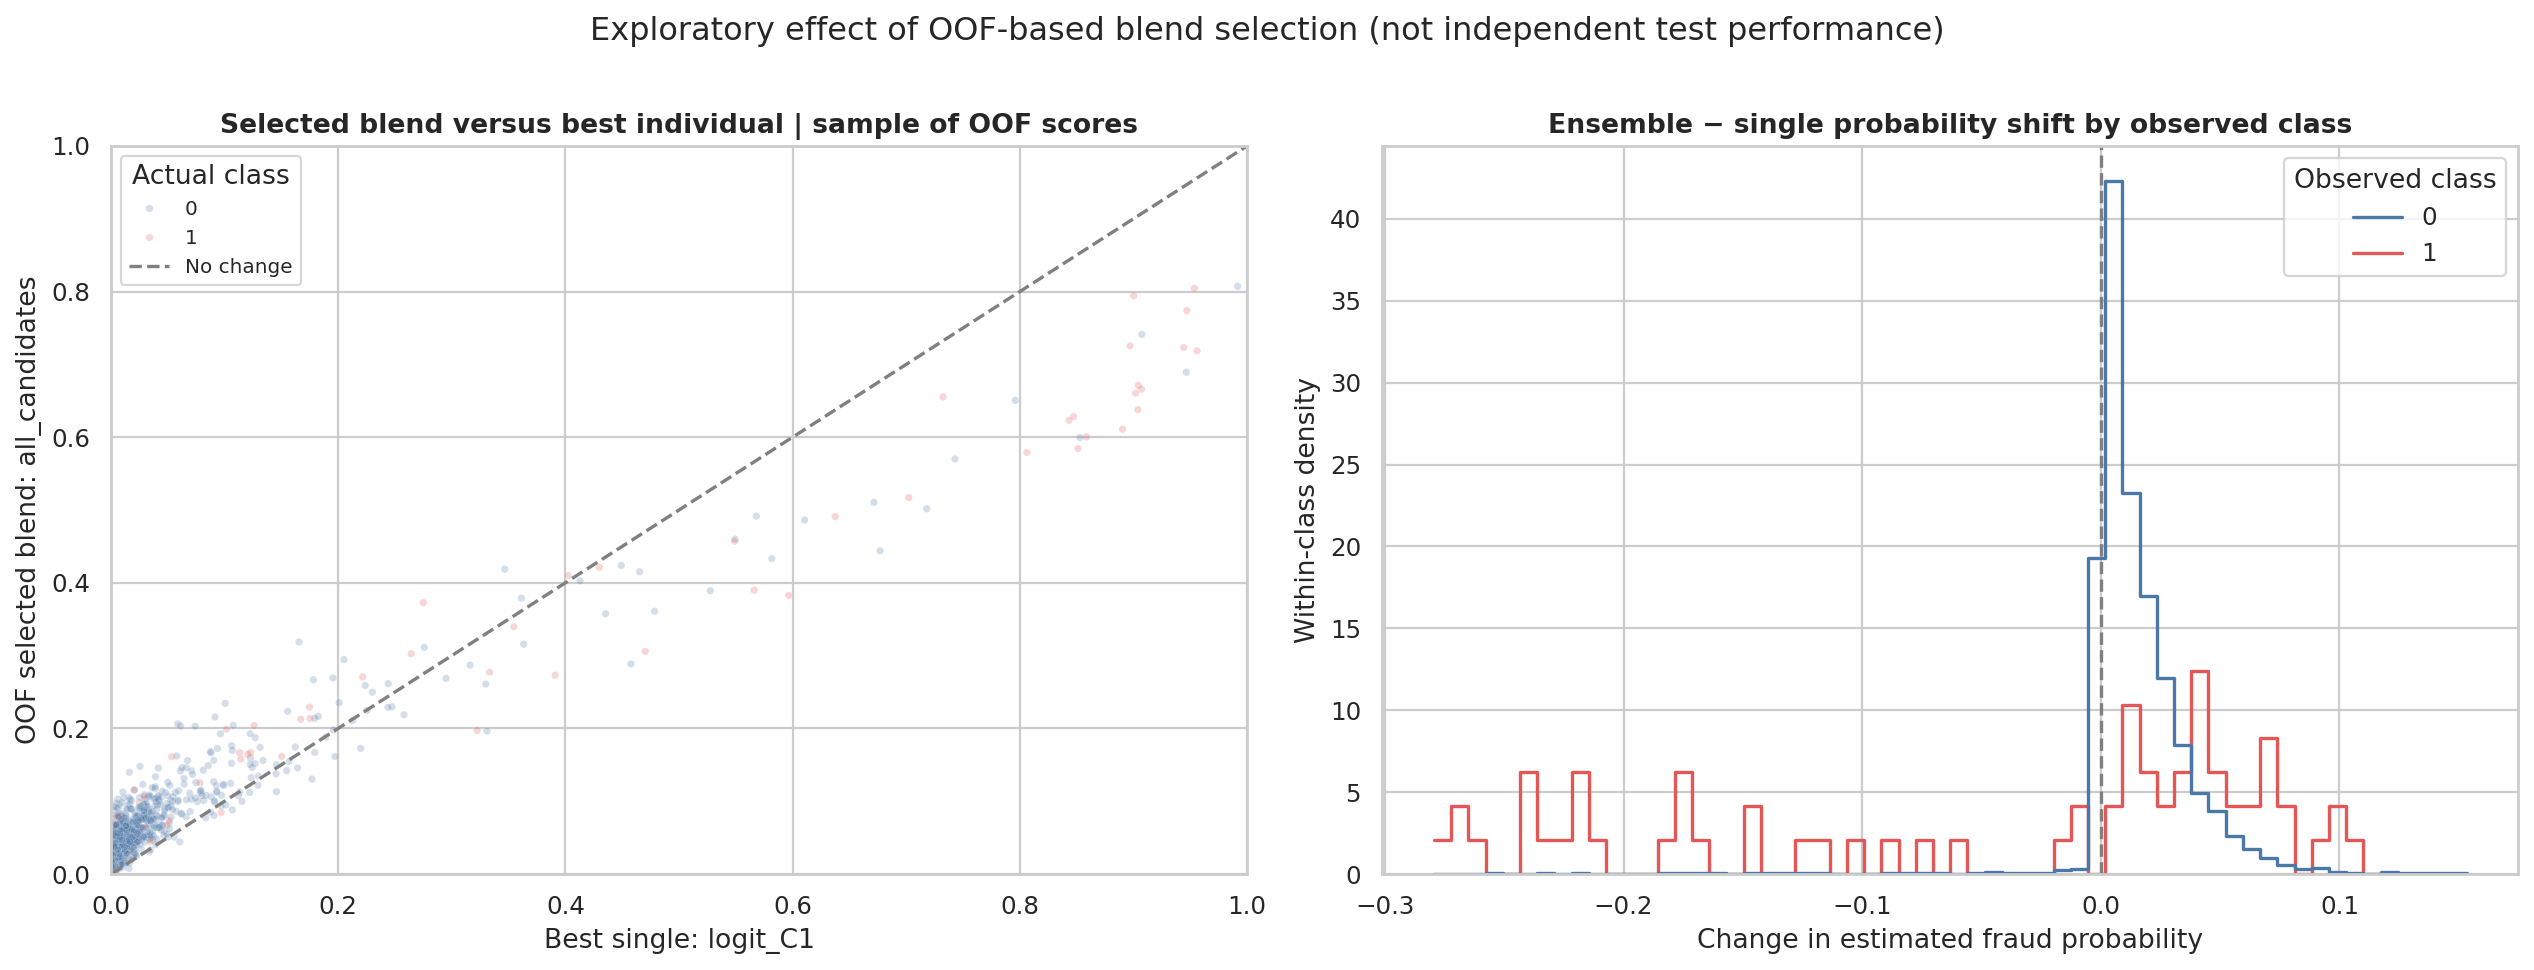 Exploratory effect of OOF-based blend selection (not independent test performance)
Selected blend versus best individual | sample of OOF scores
OOF selected blend: all_candidates
1.0
0.8
0.6
0.4
0.2
0.0
Actual class
0
1
No change
0.0 0.2 0.4 0.6 0.8 1.0
Best single: logit_C1
Ensemble − single probability shift by observed class
Within-class density
40
35
30
25
20
15
10
5
0
Observed class
0
1
−0.3 −0.2 −0.1 0.0 0.1
Change in estimated fraud probability